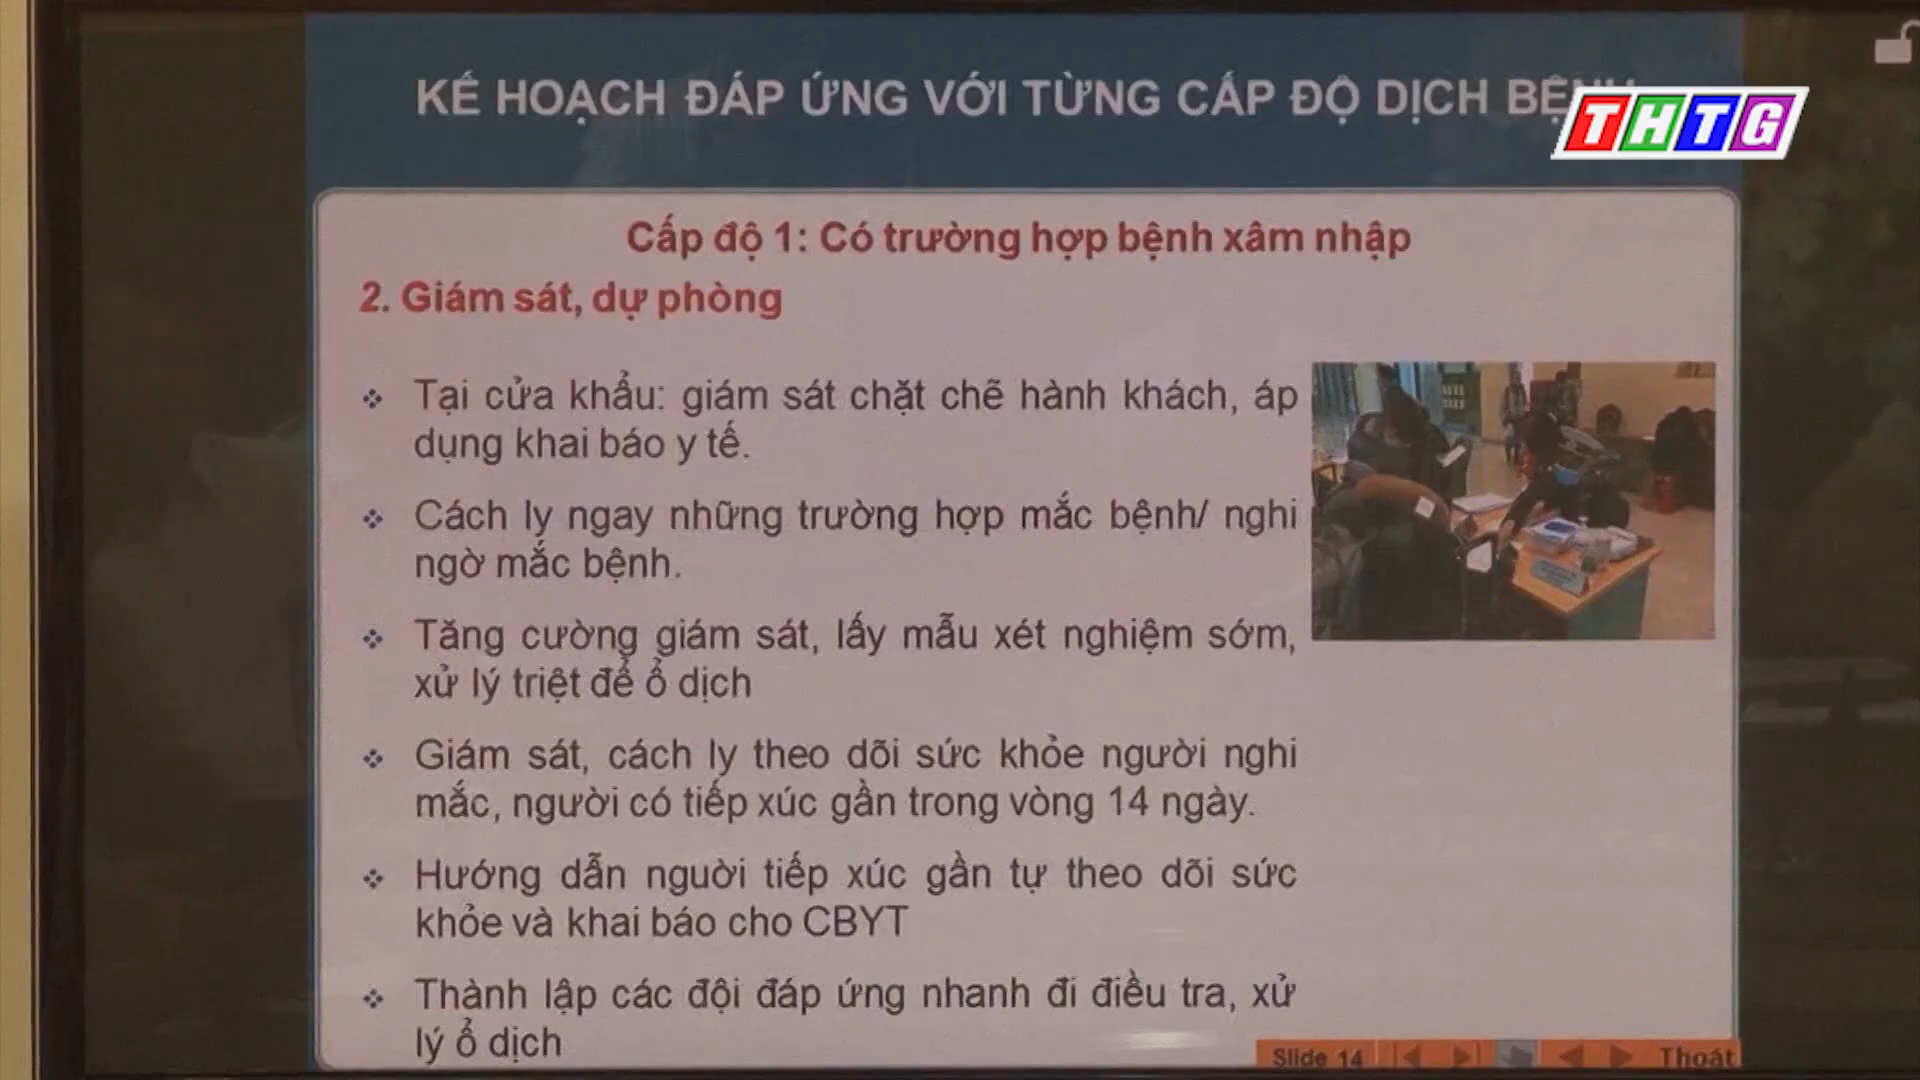 KẾ HOẠCH ĐÁP ỨNG VỚI TỪNG CẤP ĐỘ DỊCH BỆNH
THTG
Cấp độ 1: Có trường hợp bệnh xâm nhập
2. Giám sát, dự phòng
Tại cửa khẩu: giám sát chặt chẽ hành khách, áp
dụng khai báo y tế.
Cách ly ngay những trường hợp mắc bệnh/ nghi
ngờ mắc bệnh.
Tăng cường giám sát, lấy mẫu xét nghiệm sớm,
xử lý triệt để ổ dịch
Giám sát, cách ly theo dõi sức khỏe người nghi
mắc, người có tiếp xúc gần trong vòng 14 ngày.
Hướng dẫn nguời tiếp xúc gần tự theo dõi sức
khỏe và khai báo cho CBYT
Thành lập các đội đáp ứng nhanh đi điều tra, xử
lý ổ dịch
Slide 14
Thoát